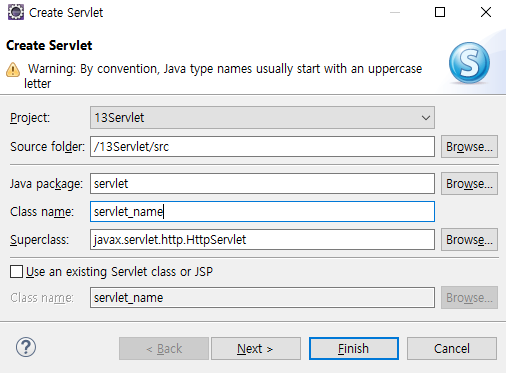 Create Servlet
Create Servlet
Warning: By convention, Java type names usually start with an uppercase
letter
S
Project: 13Servlet
Source folder: /13Servlet/src Browse...
Java package: servlet Browse...
Class name: servlet_name
Superclass: javax.servlet.http.HttpServlet Browse...
Use an existing Servlet class or JSP
Class name: servlet_name Browse...
? < Back Next > Finish Cancel